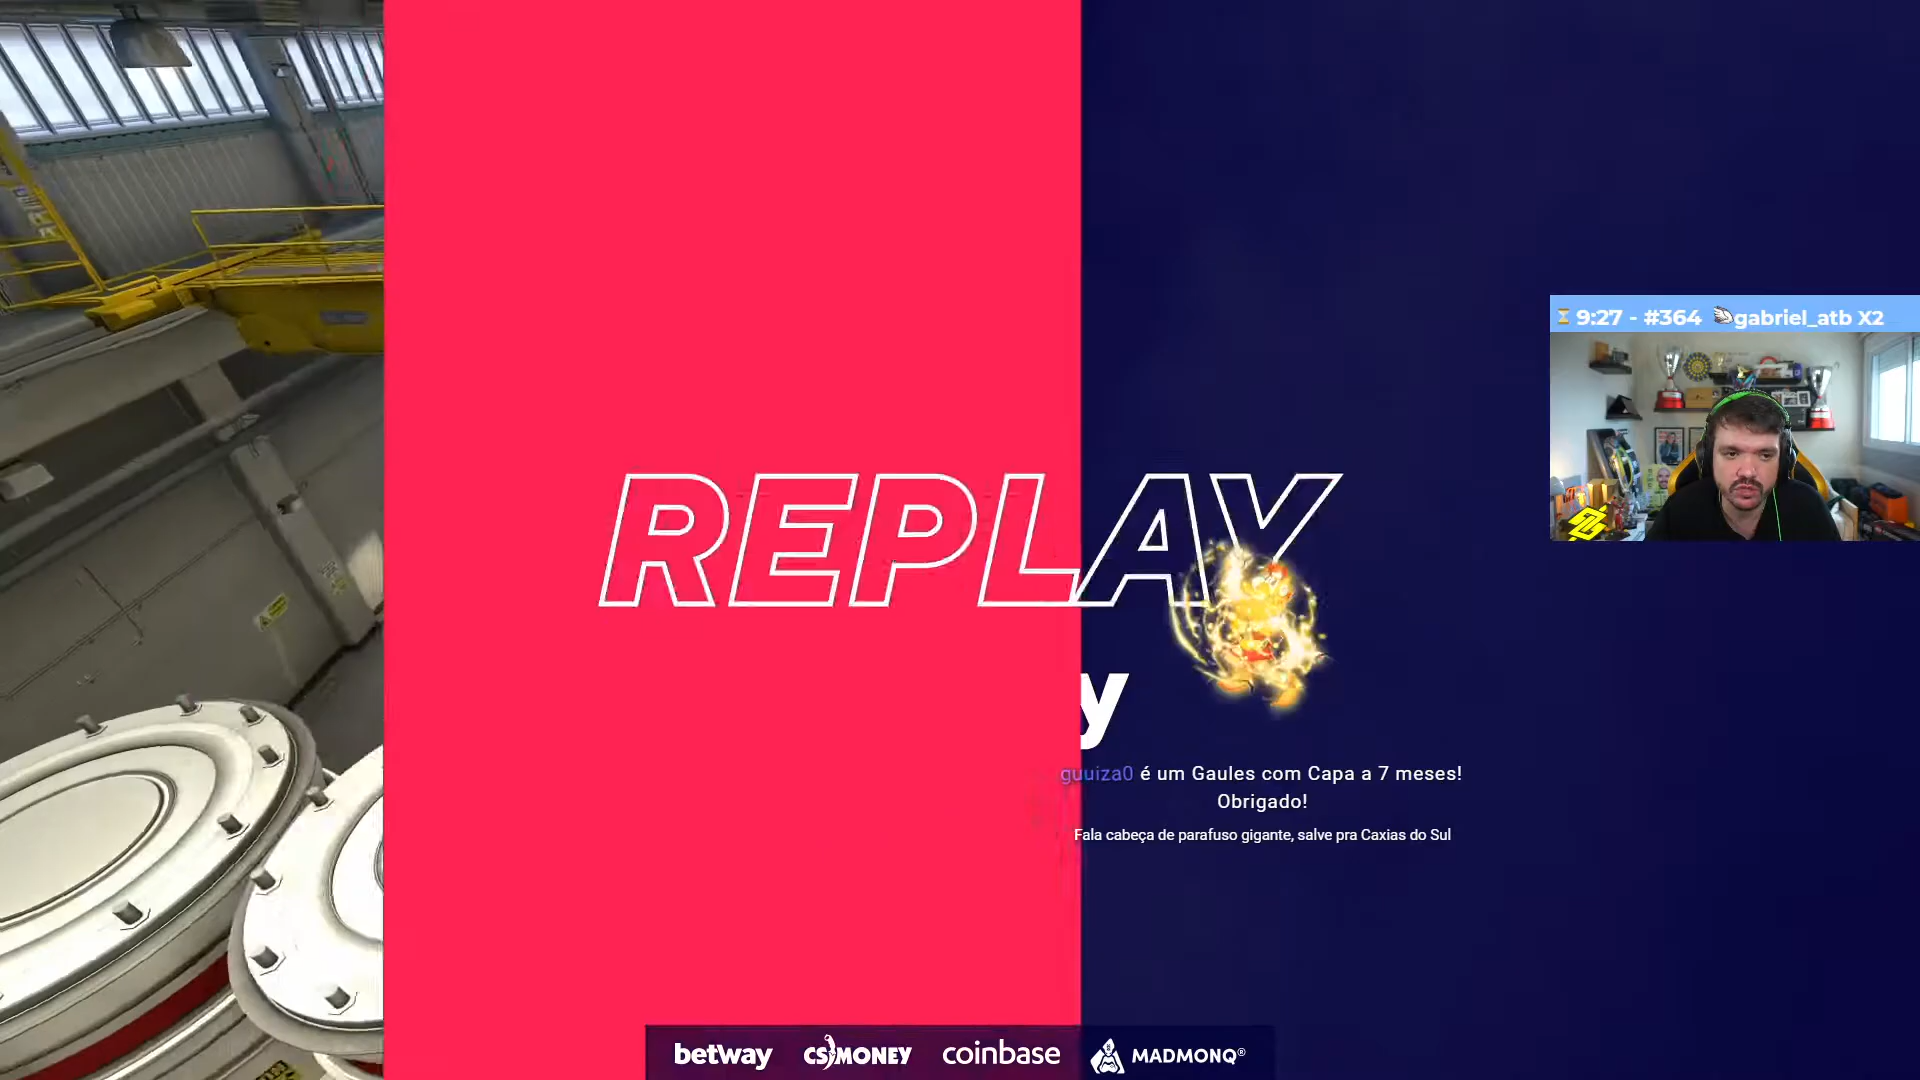 ⏳ 9:27 - #364 gabriel_atb X2
REPLAY
y
guuiza0 é um Gaules com Capa a 7 meses!
Obrigado!
Fala cabeça de parafuso gigante, salve pra Caxias do Sul
betway CS.MONEY coinbase MADMONQ®